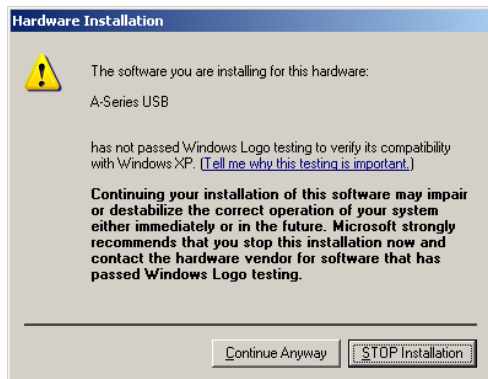 Hardware Installation
The software you are installing for this hardware:
A-Series USB
has not passed Windows Logo testing to verify its compatibility
with Windows XP. (Tell me why this testing is important.)
Continuing your installation of this software may impair
or destabilize the correct operation of your system
either immediately or in the future. Microsoft strongly
recommends that you stop this installation now and
contact the hardware vendor for software that has
passed Windows Logo testing.
Continue Anyway STOP Installation